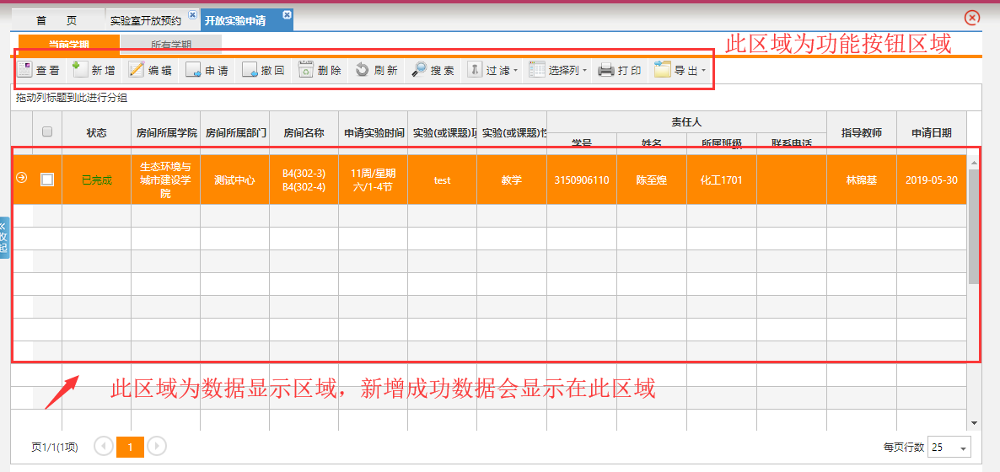 首 页 实验室开放预约 开放实验申请
当前学期 所有学期
此区域为功能按钮区域
查看 新增 编辑 申请 撤回 删除 刷新 搜索 过滤 选择列 打印 导出
拖动列标题到此进行分组
状态 房间所属学院 房间所属部门 房间名称 申请实验时间 实验(或课题)项 实验(或课题)性 责任人 指导教师 申请日期
学号 姓名 所属班级 联系电话
已完成 生态环境与城市建设学院 测试中心 B4(302-3) B4(302-4) 11周/星期六/1-4节 test 教学 3150906110 陈至煌 化工1701 林锦基 2019-05-30
收起
此区域为数据显示区域，新增成功数据会显示在此区域
页1/1(1项) 1 每页行数 25